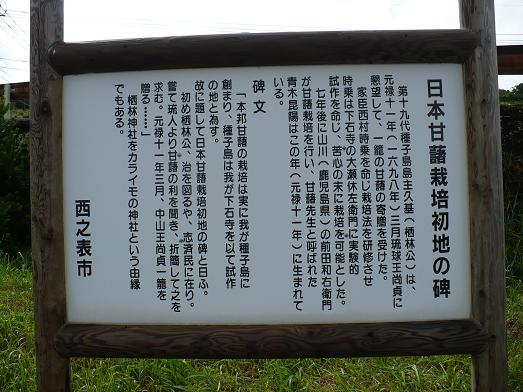 日本甘藷栽培初地の碑
第十九代種子島島主久基（栖林公）は、
元禄十一年（一六九八年）三月琉球王尚貞に
懇望して、一籠の甘藷の寄贈を受けた。
家臣西村時乗を命じ栽培法を研修させ
時乗は下石寺の大瀬休左衛門に実験的
試作を命じ、苦心の末に栽培を可能とした。
七年後に山川（鹿児島県）の前田和右衛門
が甘藷栽培を行い、甘藷先生と呼ばれた
青木昆陽はこの年（元禄十一年）に生まれて
いる。
碑文
「本邦甘藷の栽培は実に我が種子島に
創まり、種子島は我が下石寺を以て試作
の地と為す。
故に題して日本甘藷栽培初地の碑と日ふ。
初め栖林公、治を図るや、志済民に在り。
嘗て琉人より甘藷の利を聞き、折簡して之を
求む。元禄十一年三月、中山王尚貞一籠を
贈る……」
栖林神社をカライモの神社という由縁
でもある。
西之表市